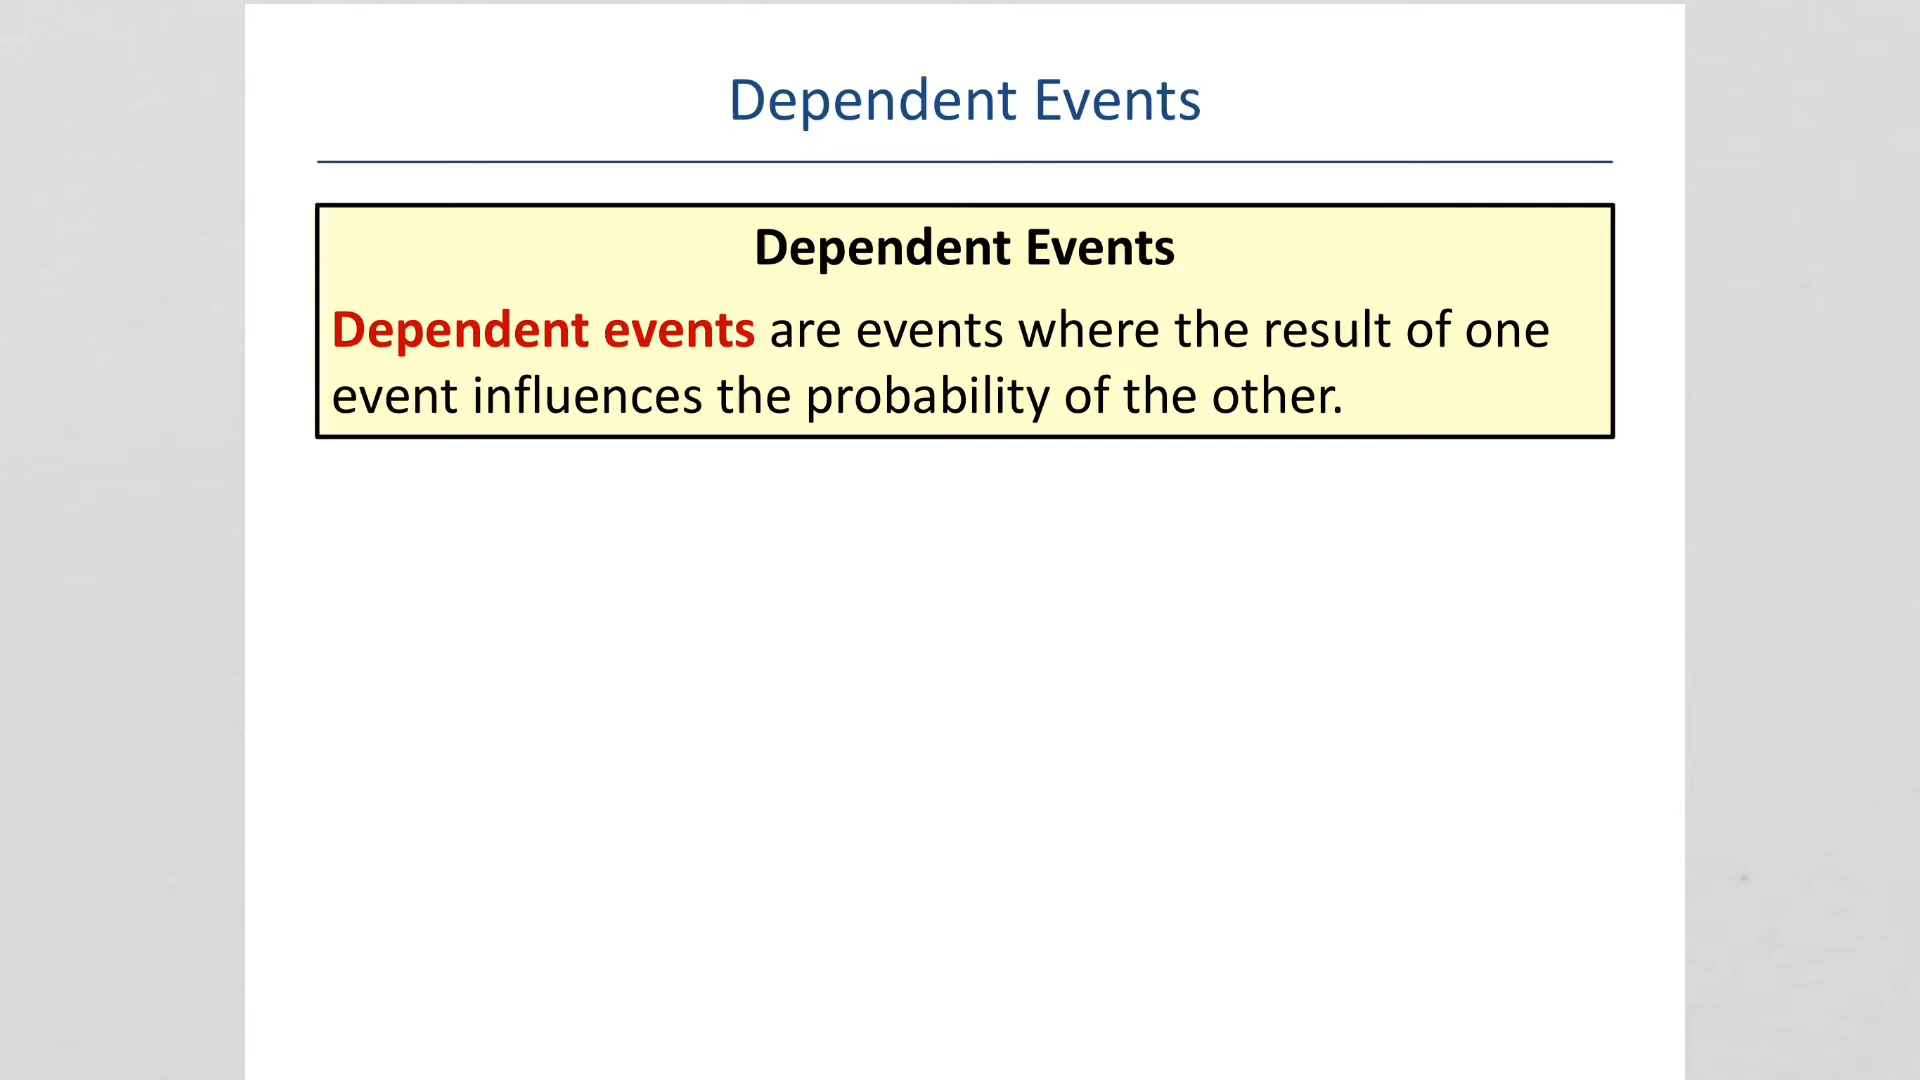 Dependent Events
Dependent Events
Dependent events are events where the result of one
event influences the probability of the other.